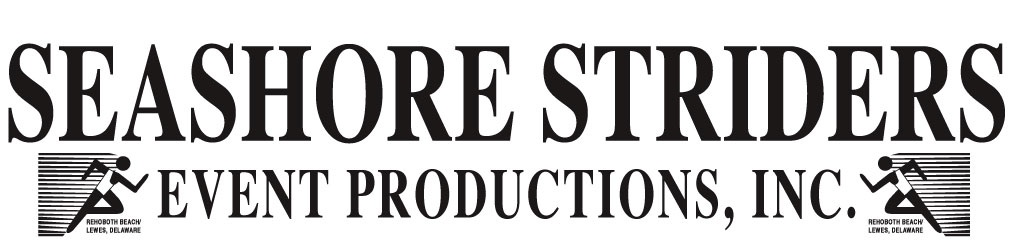 SEASHORE STRIDERS
EVENT PRODUCTIONS, INC.
REHOBOTH BEACH/
LEWES, DELAWARE
REHOBOTH BEACH/
LEWES, DELAWARE